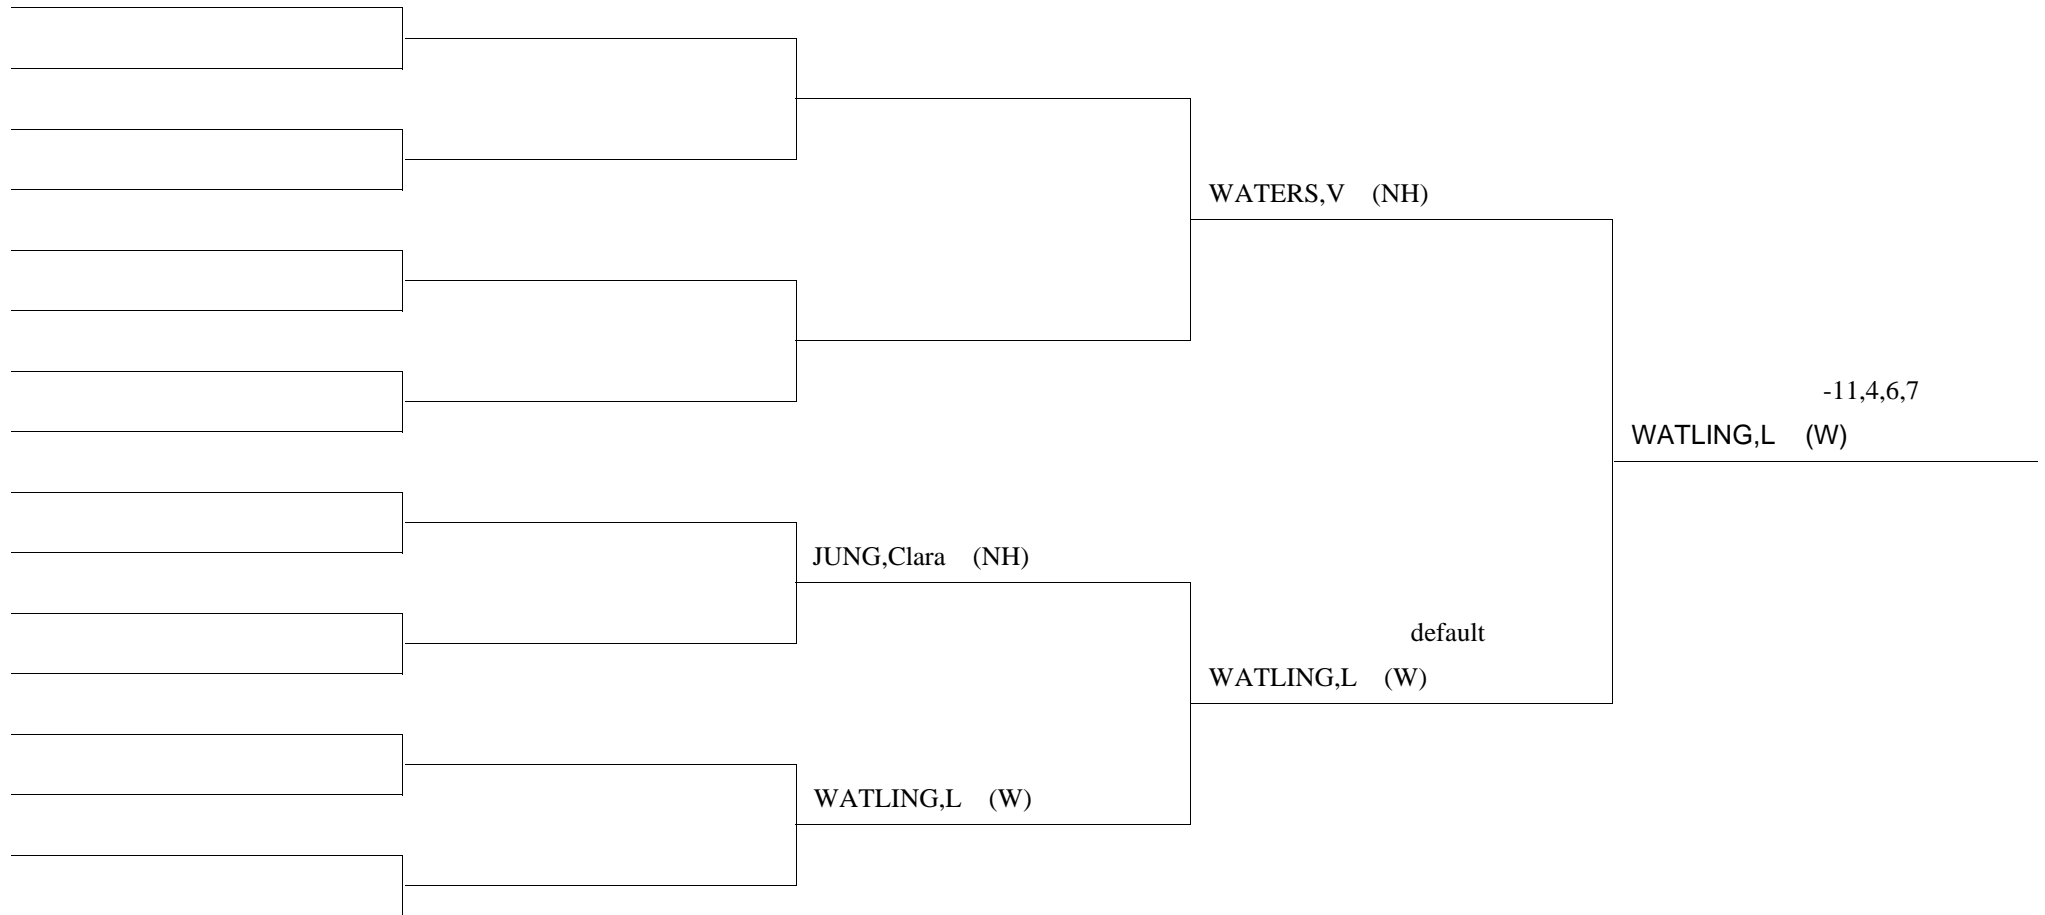 WATERS,V (NH)
-11,4,6,7
WATLING,L (W)
JUNG,Clara (NH)
default
WATLING,L (W)
WATLING,L (W)